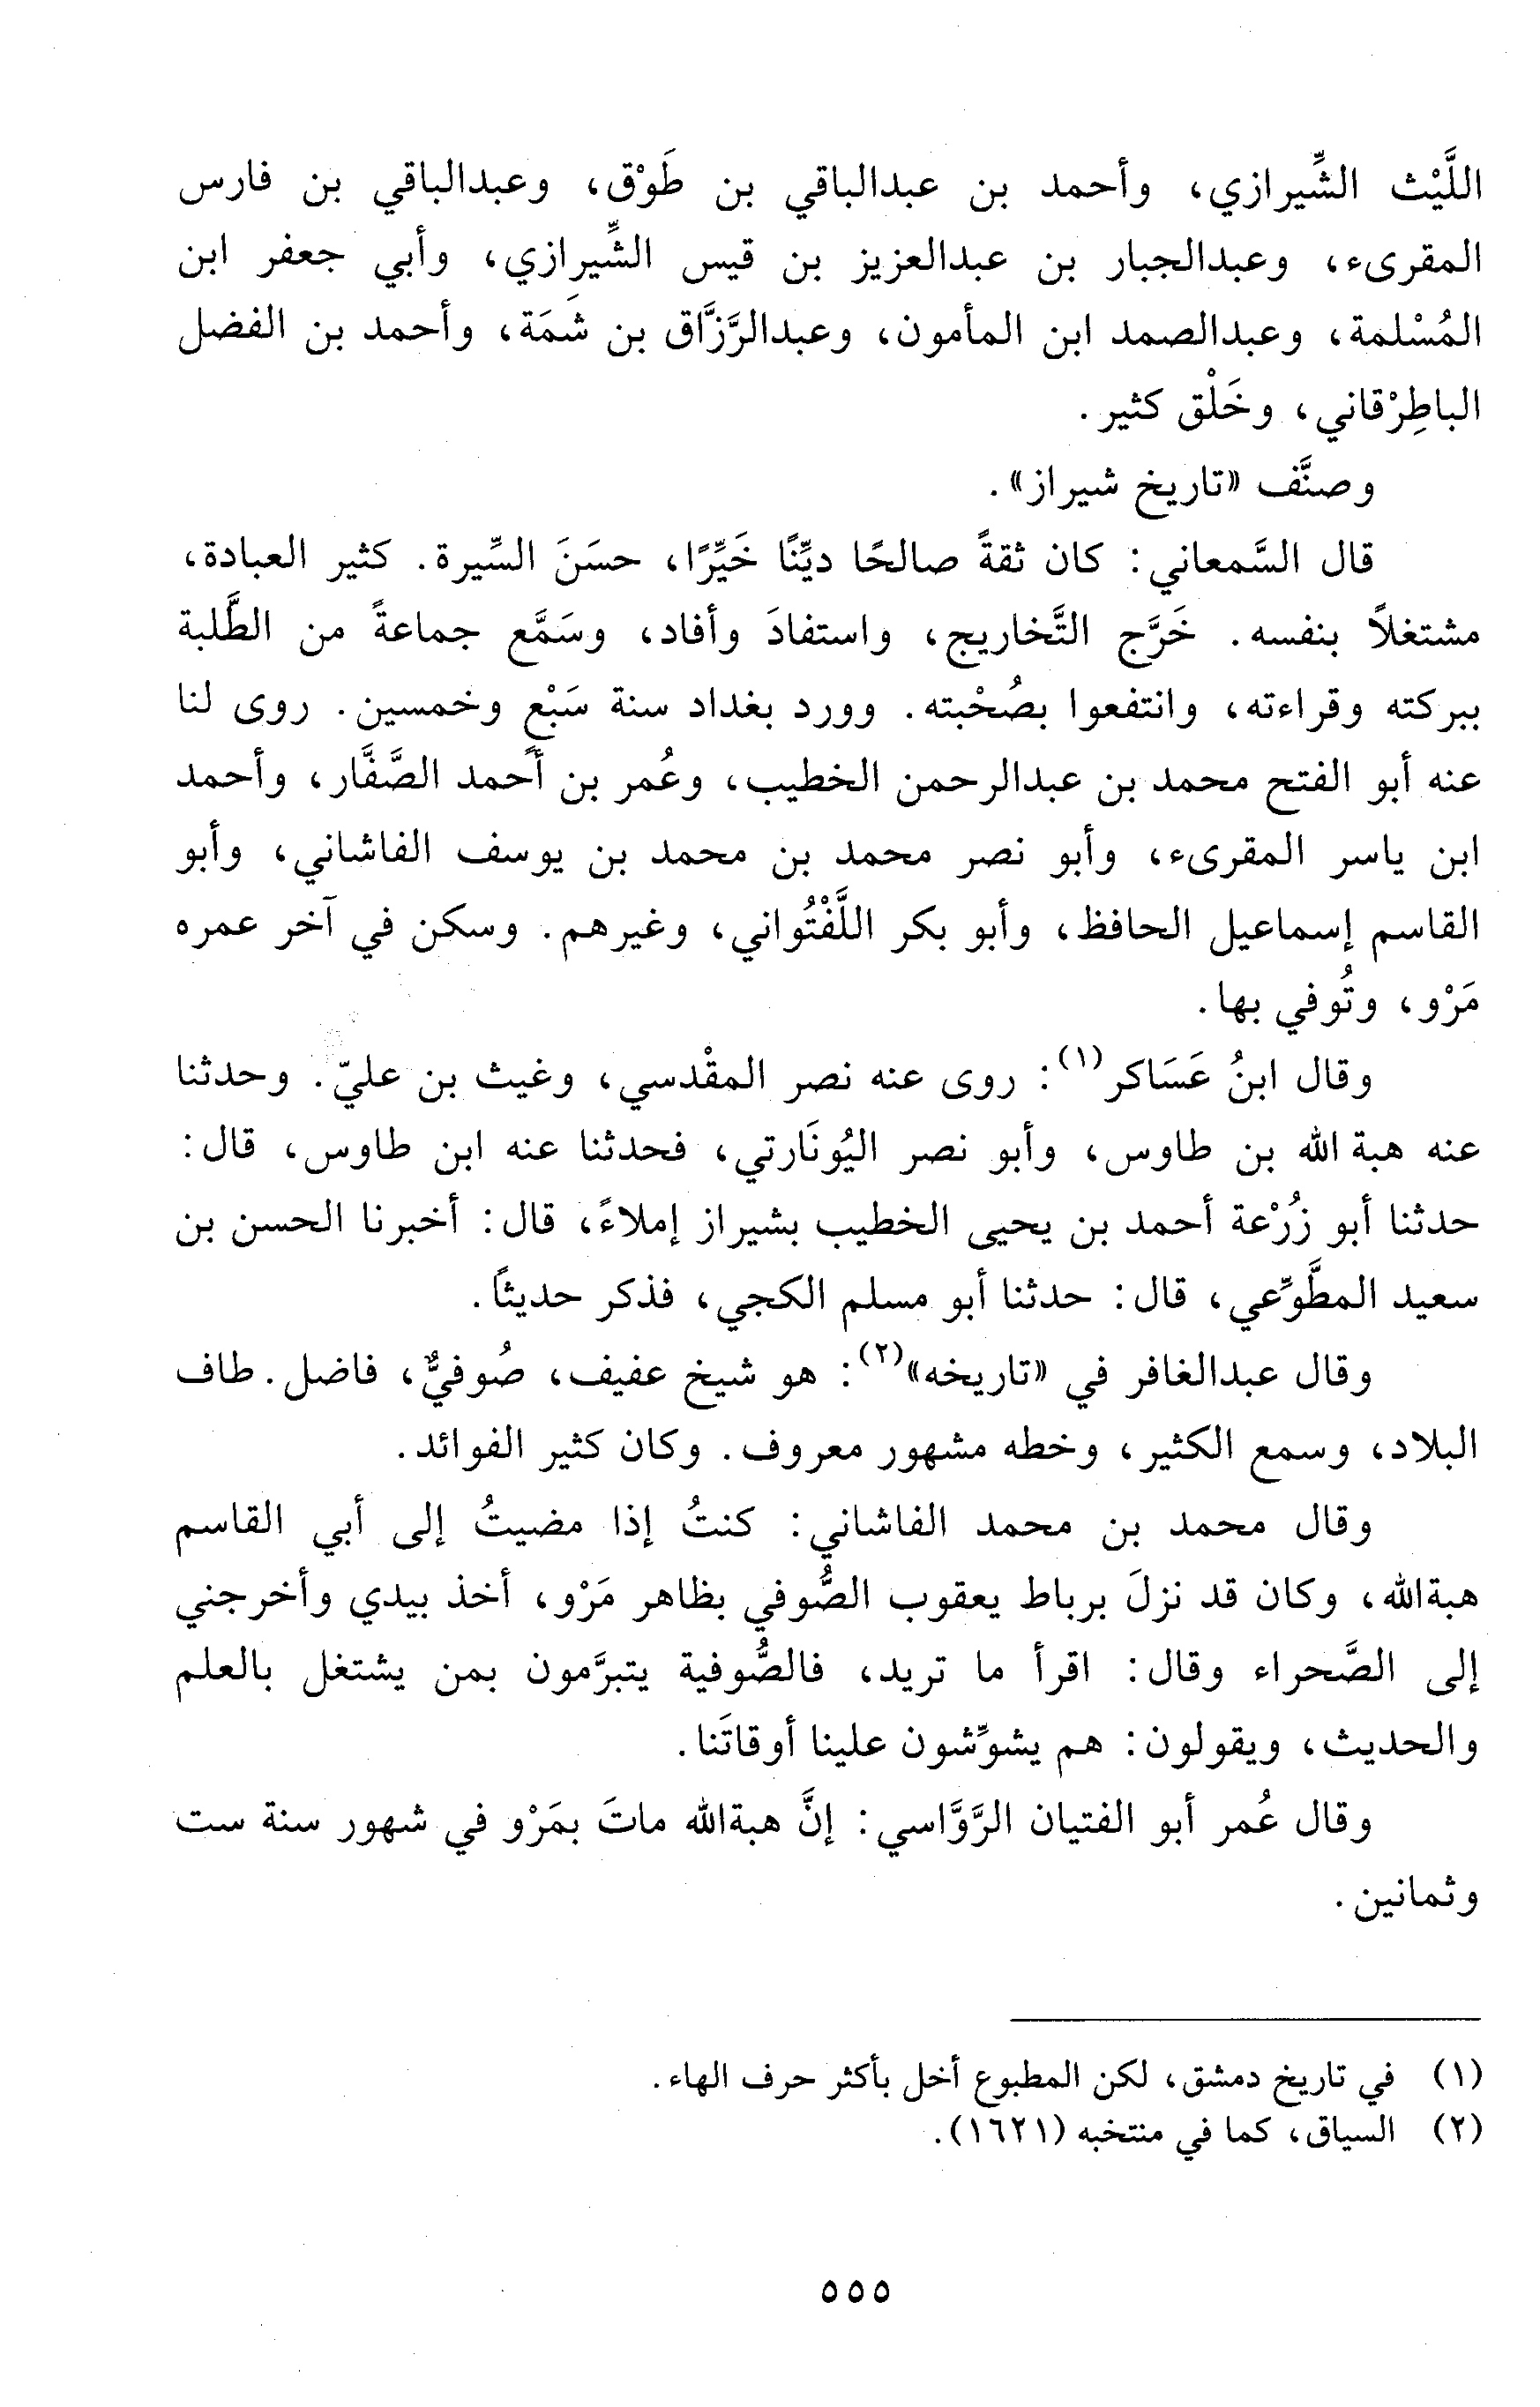 اللَّيْث الشِّيرازي، وأحمد بن عبدالباقي بن طَوْق، وعبدالباقي بن فارس
المقرىء، وعبدالجبار بن عبدالعزيز بن قيس الشِّيرازي، وأبي جعفر ابن
المُسْلمة، وعبدالصمد ابن المأمون، وعبدالرَّزَّاق بن شَمَة، وأحمد بن الفضل
الباطِرْقاني، وخَلْق كثير.
وصنَّف «تاريخ شيراز».
قال السَّمعاني: كان ثقةً صالحًا ديِّنًا خَيِّرًا، حسَنَ السِّيرة. كثير العبادة،
مشتغلاً بنفسه. خَرَّج التَّخاريج، واستفادَ وأفاد، وسَمَّع جماعةً من الطَّلبة
ببركته وقراءته، وانتفعوا بصُحْبته. وورد بغداد سنة سَبْع وخمسين. روى لنا
عنه أبو الفتح محمد بن عبدالرحمن الخطيب، وعُمر بن أحمد الصَّفَّار، وأحمد
ابن ياسر المقرىء، وأبو نصر محمد بن محمد بن يوسف الفاشاني، وأبو
القاسم إسماعيل الحافظ، وأبو بكر اللَّفْتُواني، وغيرهم. وسكن في آخر عمره
مَرْو، وتُوفي بها.
وقال ابنُ عَسَاكر(١): روى عنه نصر المقْدسي، وغيث بن عليّ. وحدثنا
عنه هبة الله بن طاوس، وأبو نصر اليُونَارتي، فحدثنا عنه ابن طاوس، قال:
حدثنا أبو زُرْعة أحمد بن يحيى الخطيب بشيراز إملاءً، قال: أخبرنا الحسن بن
سعيد المطَّوِّعي، قال: حدثنا أبو مسلم الكجي، فذكر حديثاً.
وقال عبدالغافر في «تاريخه»(٢): هو شيخ عفيف، صُوفيٌّ، فاضل. طاف
البلاد، وسمع الكثير، وخطه مشهور معروف. وكان كثير الفوائد.
وقال محمد بن محمد الفاشاني: كنتُ إذا مضيتُ إلى أبي القاسم
هبةالله، وكان قد نزلَ برباط يعقوب الصُّوفي بظاهر مَرْو، أخذ بيدي وأخرجني
إلى الصَّحراء وقال: اقرأ ما تريد، فالصُّوفية يتبرَّمون بمن يشتغل بالعلم
والحديث، ويقولون: هم يشوِّشون علينا أوقاتَنا.
وقال عُمر أبو الفتيان الرَّوَّاسي: إنَّ هبةالله ماتَ بمَرْو في شهور سنة ست
وثمانين.
(١) في تاريخ دمشق، لكن المطبوع أخل بأكثر حرف الهاء.
(٢) السياق، كما في منتخبه (١٦٢١).
٥٥٥